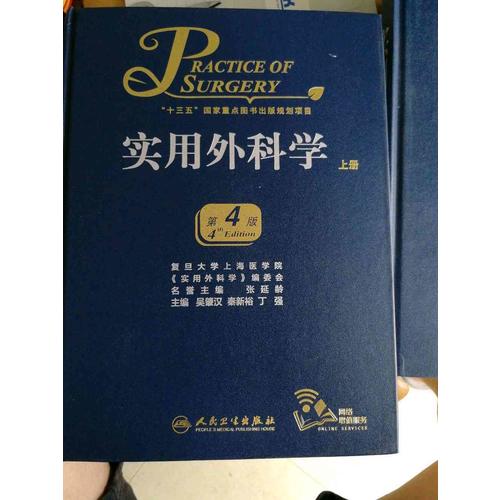 PRACTICE OF
SURGERY
“十三五”国家重点图书出版规划项目
实用外科学 上册
第4版
4th Edition
复旦大学上海医学院
《实用外科学》编委会
名誉主编 张延龄
主编 吴肇汉 秦新裕 丁强
网络
增值服务
ONLINE SERVICES
人民卫生出版社
PEOPLE'S MEDICAL PUBLISHING HOUSE